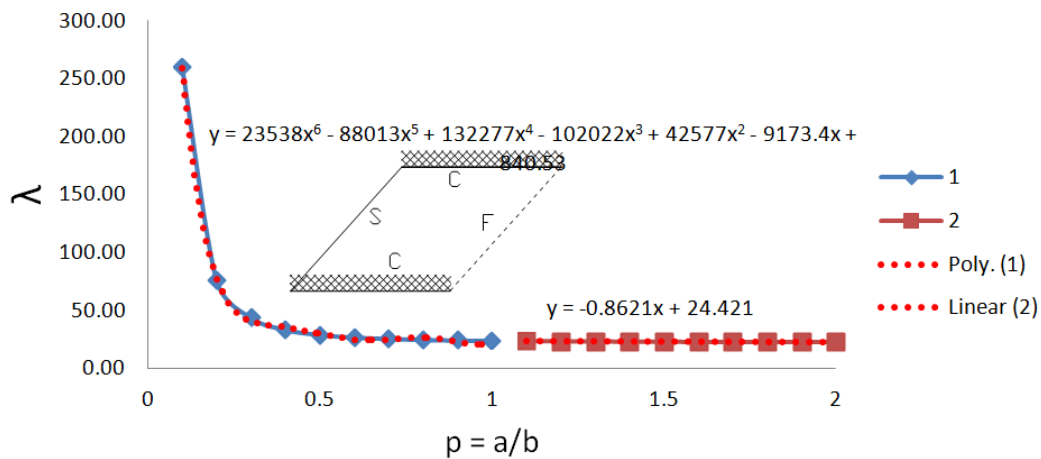 300.00
250.00
200.00
150.00
100.00
50.00
0.00
λ
y = 23538x⁶ - 88013x⁵ + 132277x⁴ - 102022x³ + 42577x² - 9173.4x +
840.53
C
S
F
C
y = -0.8621x + 24.421
0
0.5
1
1.5
2
p = a/b
1
2
Poly. (1)
Linear (2)